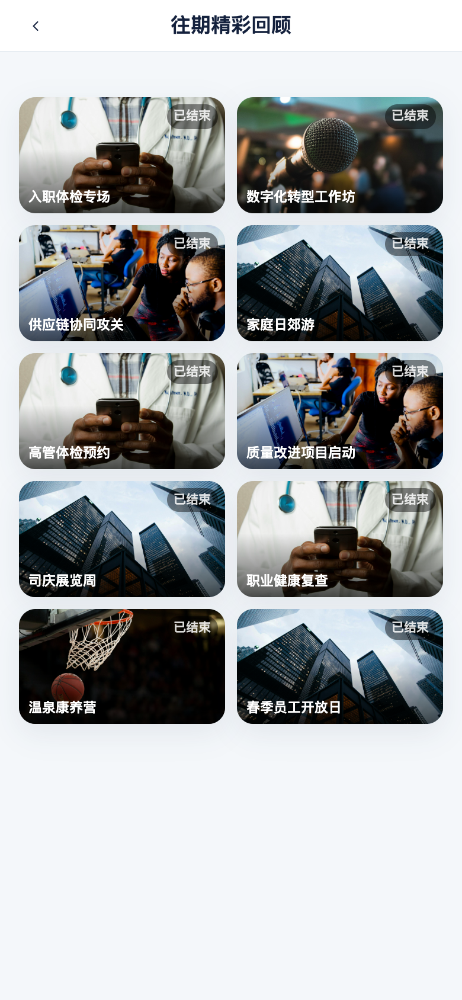 往期精彩回顾
已结束
入职体检专场
已结束
数字化转型工作坊
已结束
供应链协同攻关
已结束
家庭日郊游
已结束
高管体检预约
已结束
质量改进项目启动
已结束
司庆展览周
已结束
职业健康复查
已结束
温泉康养营
已结束
春季员工开放日